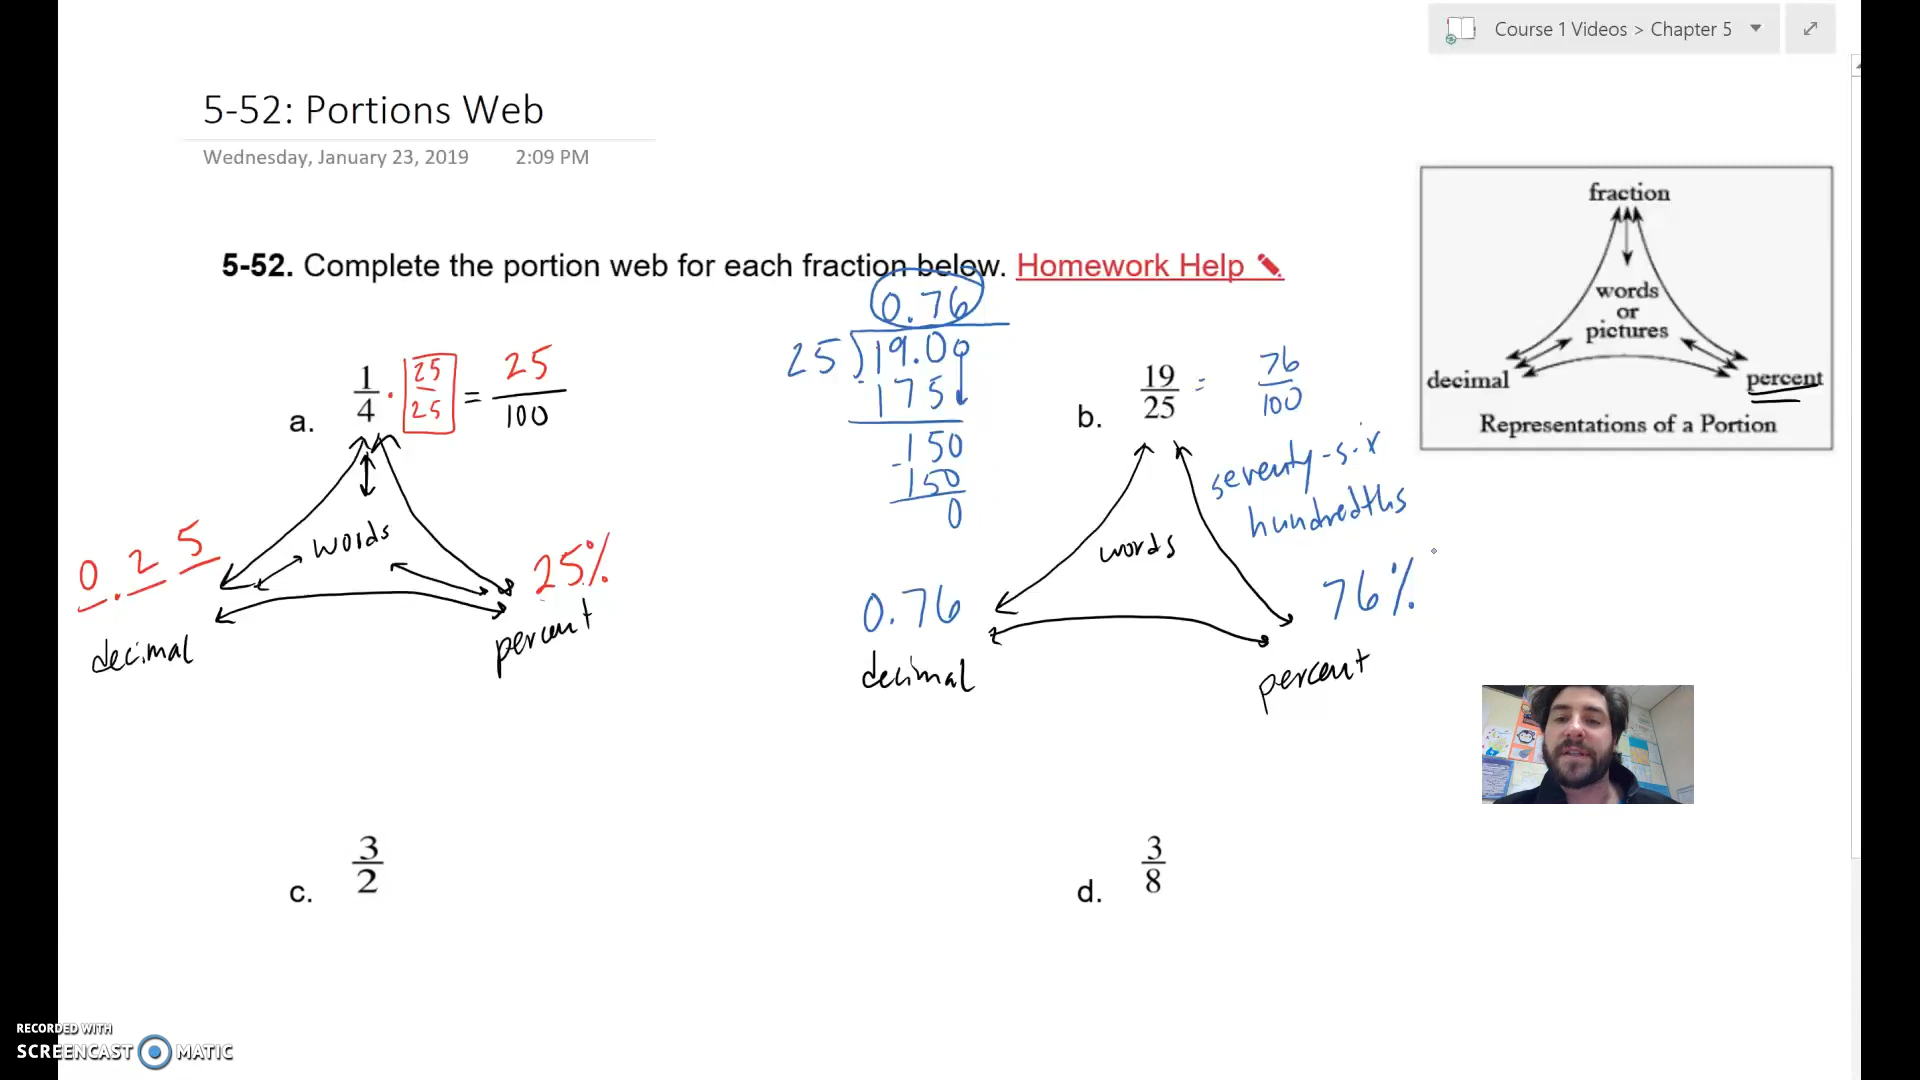 Course 1 Videos > Chapter 5
5-52: Portions Web
Wednesday, January 23, 2019 2:09 PM
fraction
words
or
pictures
decimal
percent
Representations of a Portion
5-52. Complete the portion web for each fraction below. Homework Help
a. 1/4 · 25/25 = 25/100
words
0.25
decimal
25%
percent
0.76
25)19.00
-175
150
-150
0
b. 19/25 = 76/100
seventy-six
hundredths
words
0.76
decimal
76%
percent
c. 3/2
d. 3/8
RECORDED WITH
SCREENCAST MATIC